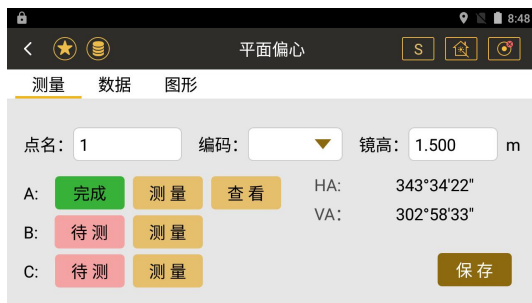 8:48
平面偏心 S
测量 数据 图形
点名: 1 编码: 镜高: 1.500 m
A: 完成 测量 查看 HA: 343°34'22"
VA: 302°58'33"
B: 待测 测量
C: 待测 测量 保存